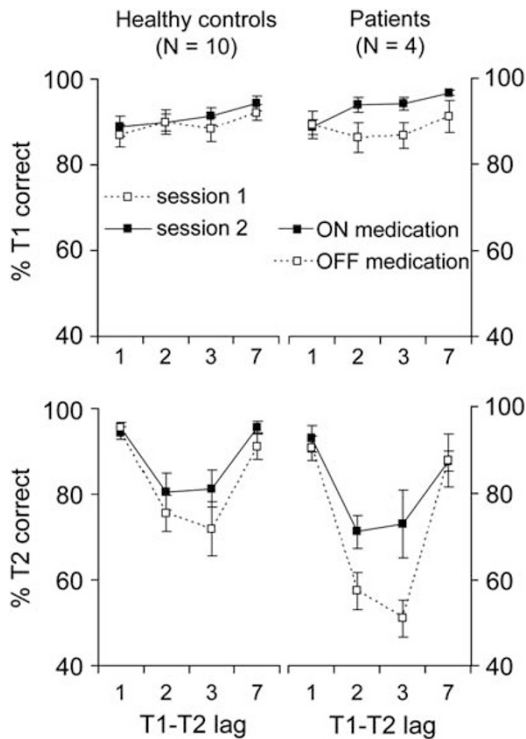 Healthy controls
(N = 10)
Patients
(N = 4)
% T1 correct
100
80
60
40
session 1
session 2
1 2 3 7
ON medication
OFF medication
100
80
60
40
1 2 3 7
% T2 correct
100
80
60
40
1 2 3 7
T1-T2 lag
100
80
60
40
1 2 3 7
T1-T2 lag